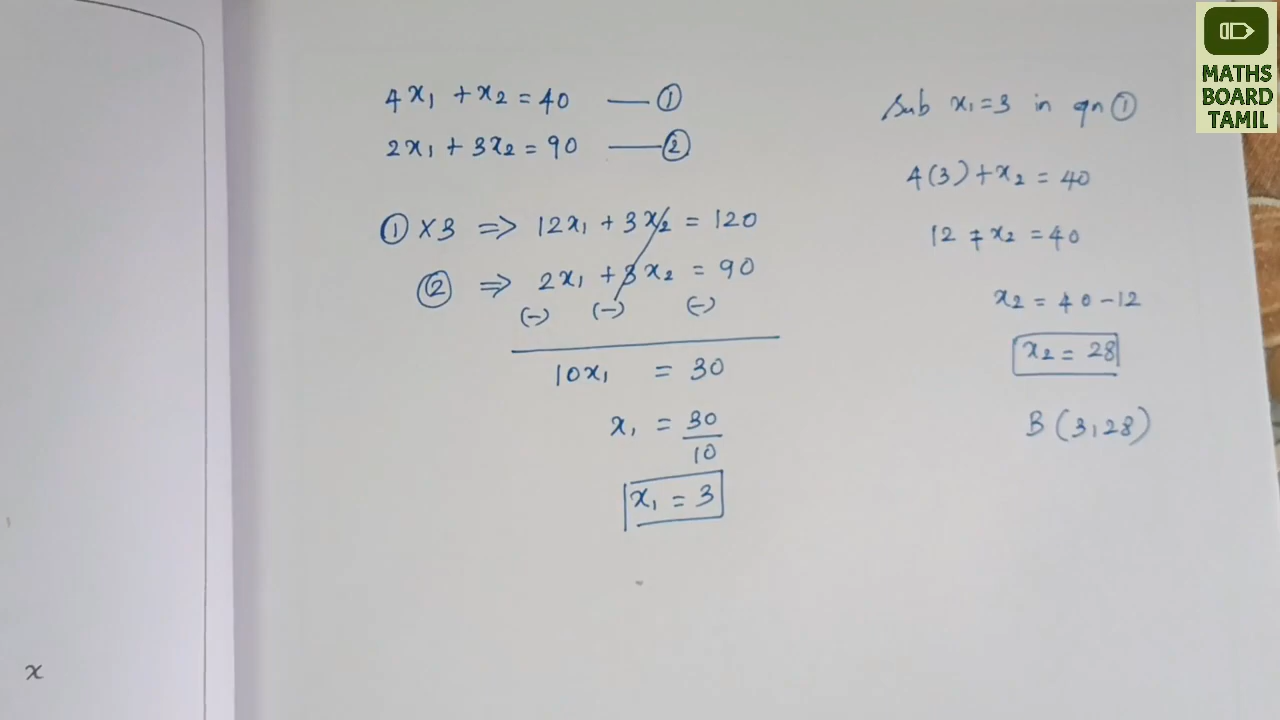 4x₁ + x₂ = 40 —— ①
2x₁ + 3x₂ = 90 —— ②
① × 3 ⇒ 12x₁ + 3x₂ = 120
② ⇒ 2x₁ + 3x₂ = 90
(-) (-) (-)
10x₁ = 30
x₁ = 30/10
x₁ = 3
Sub x₁ = 3 in qn ①
4(3) + x₂ = 40
12 + x₂ = 40
x₂ = 40 - 12
x₂ = 28
B (3, 28)
x
MATHS
BOARD
TAMIL